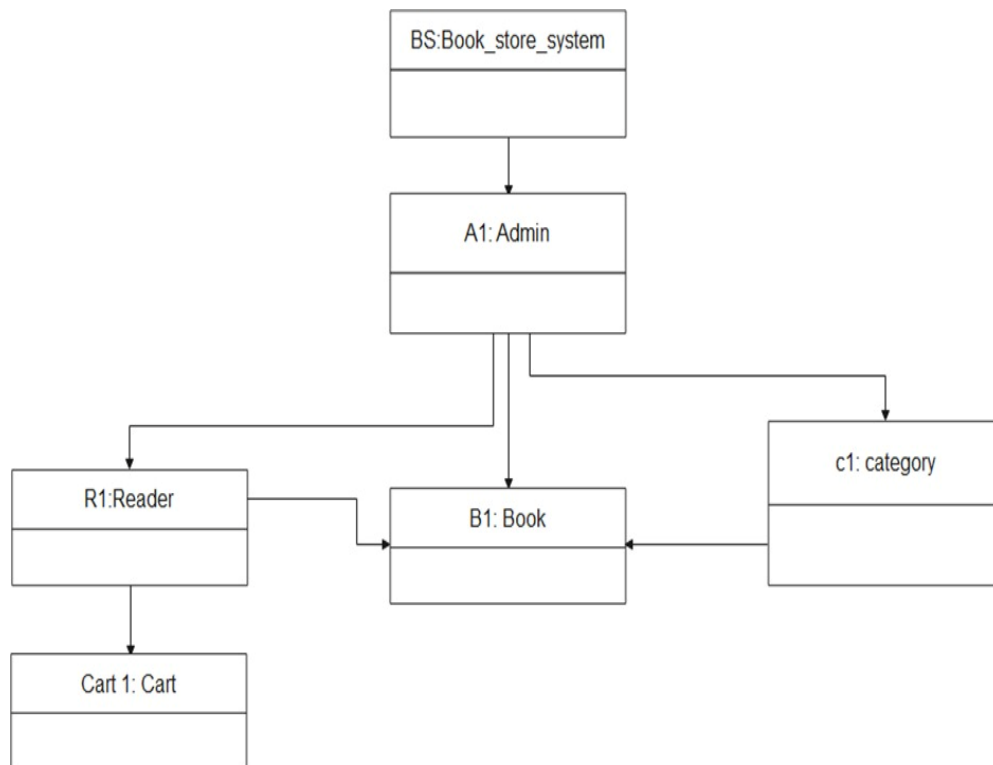 BS:Book_store_system
A1: Admin
c1: category
R1:Reader
B1: Book
Cart 1: Cart